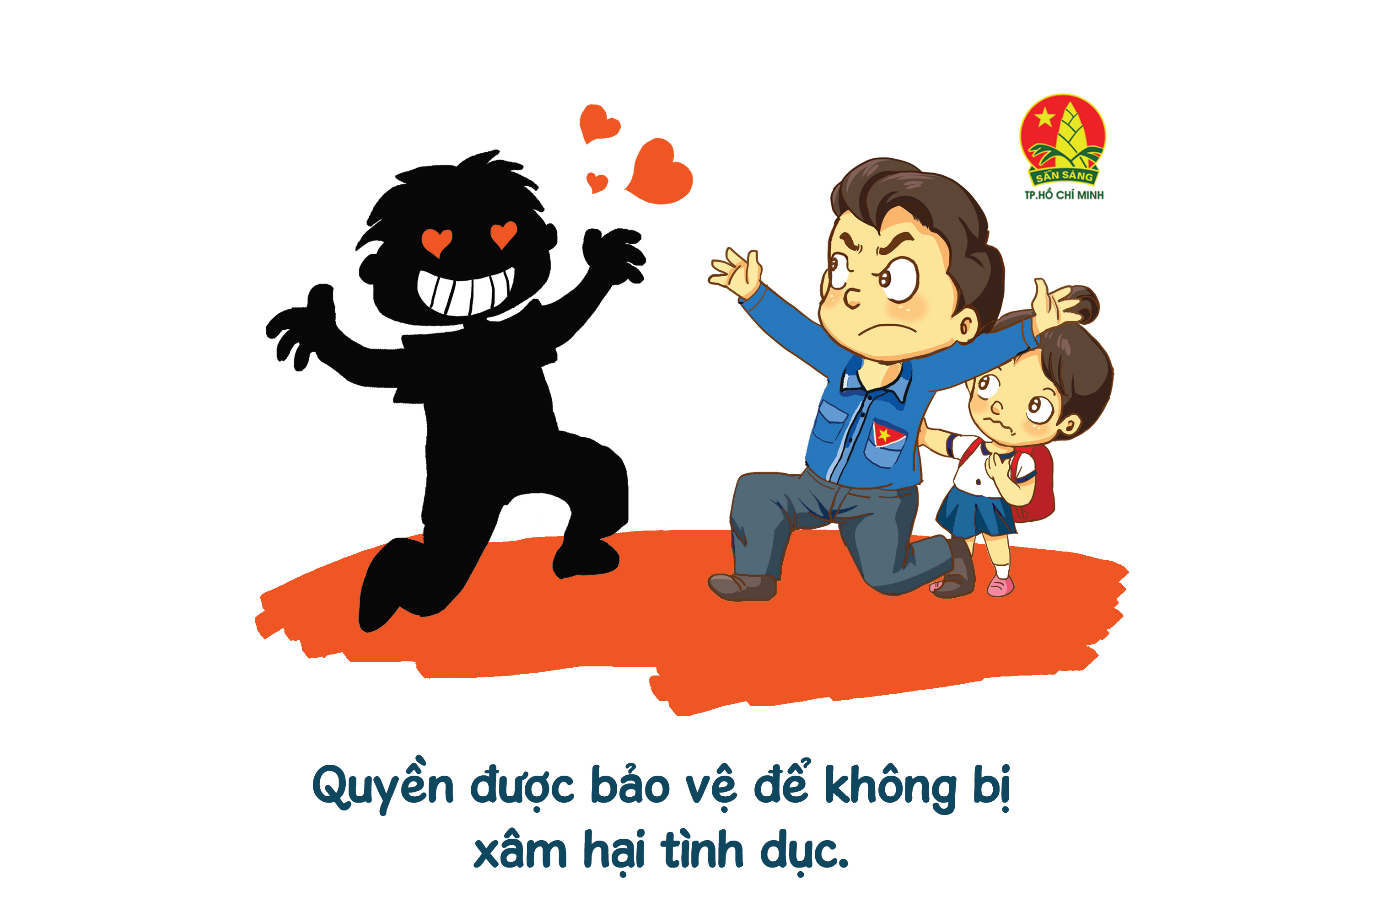 SẴN SÀNG
TP.HỒ CHÍ MINH
Quyền được bảo vệ để không bị
xâm hại tình dục.